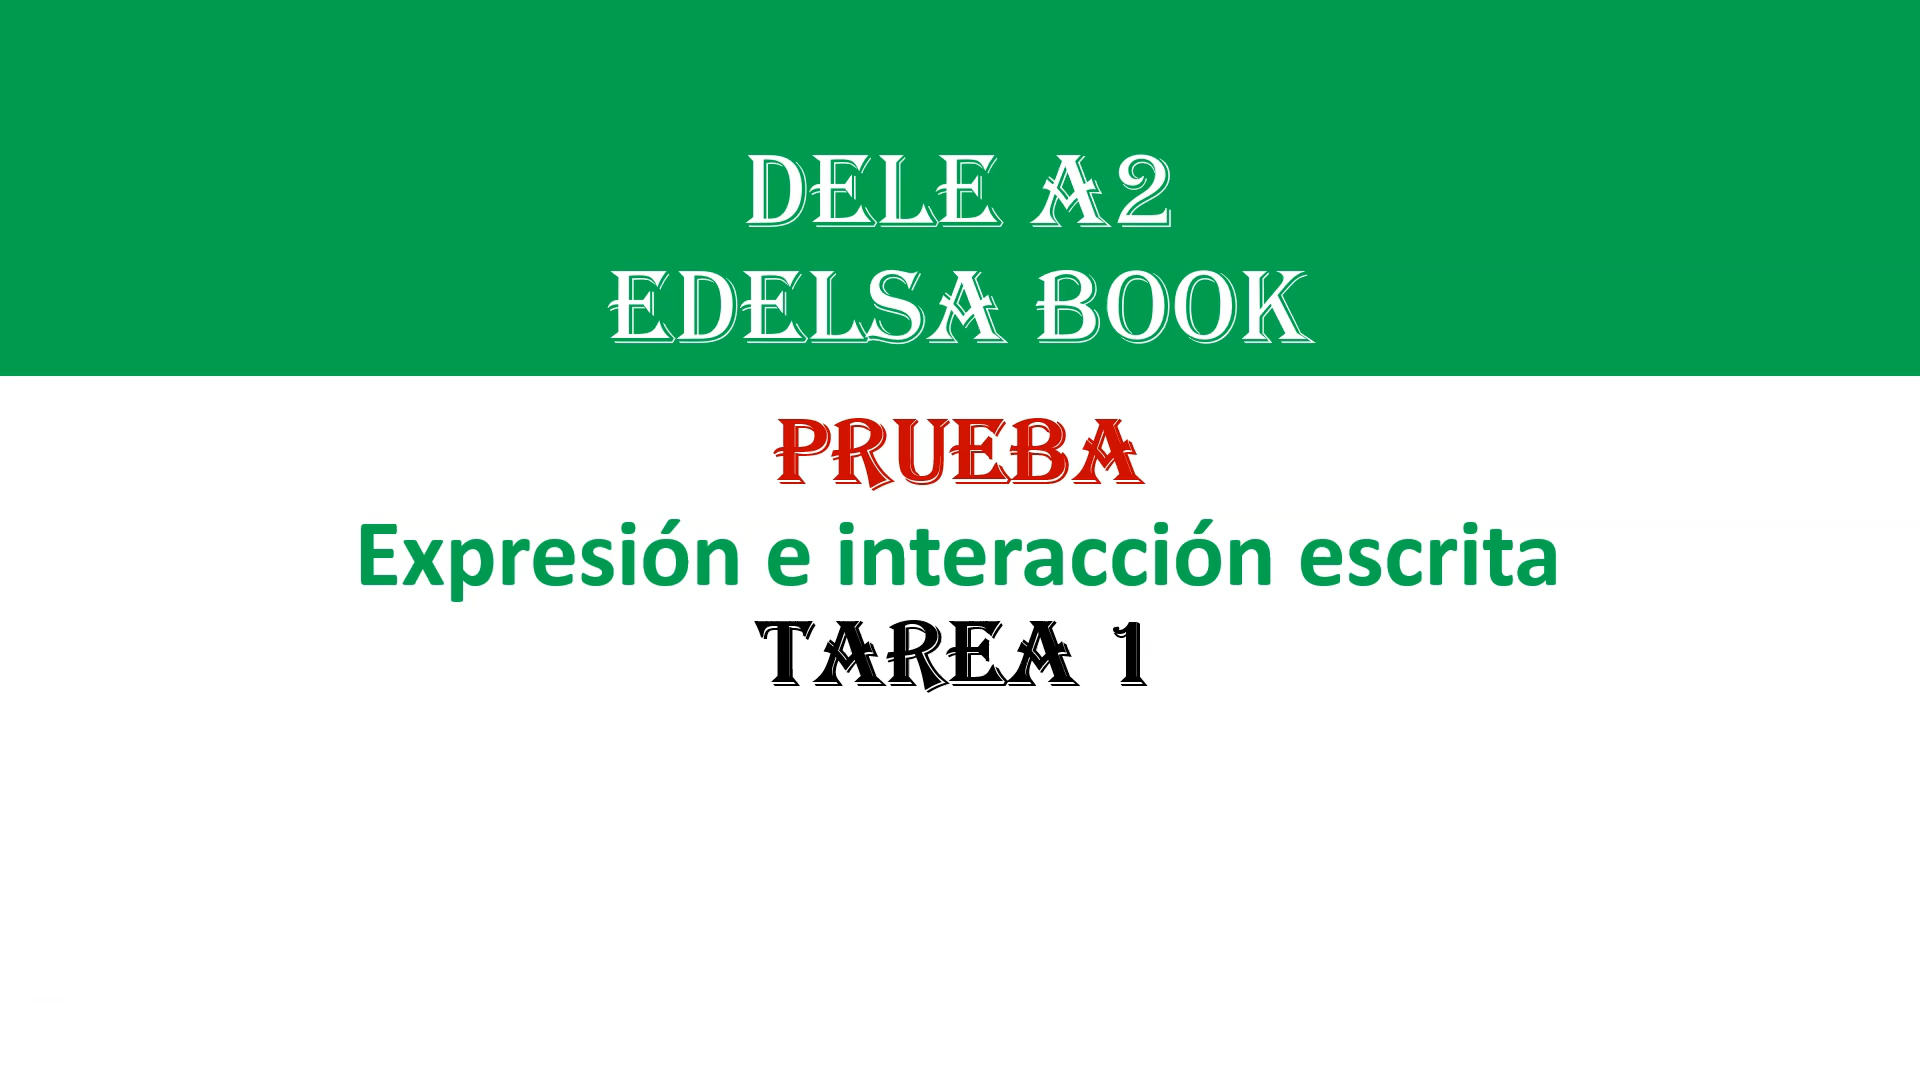 DELE A2
EDELSA BOOK
PRUEBA
Expresión e interacción escrita
TAREA 1